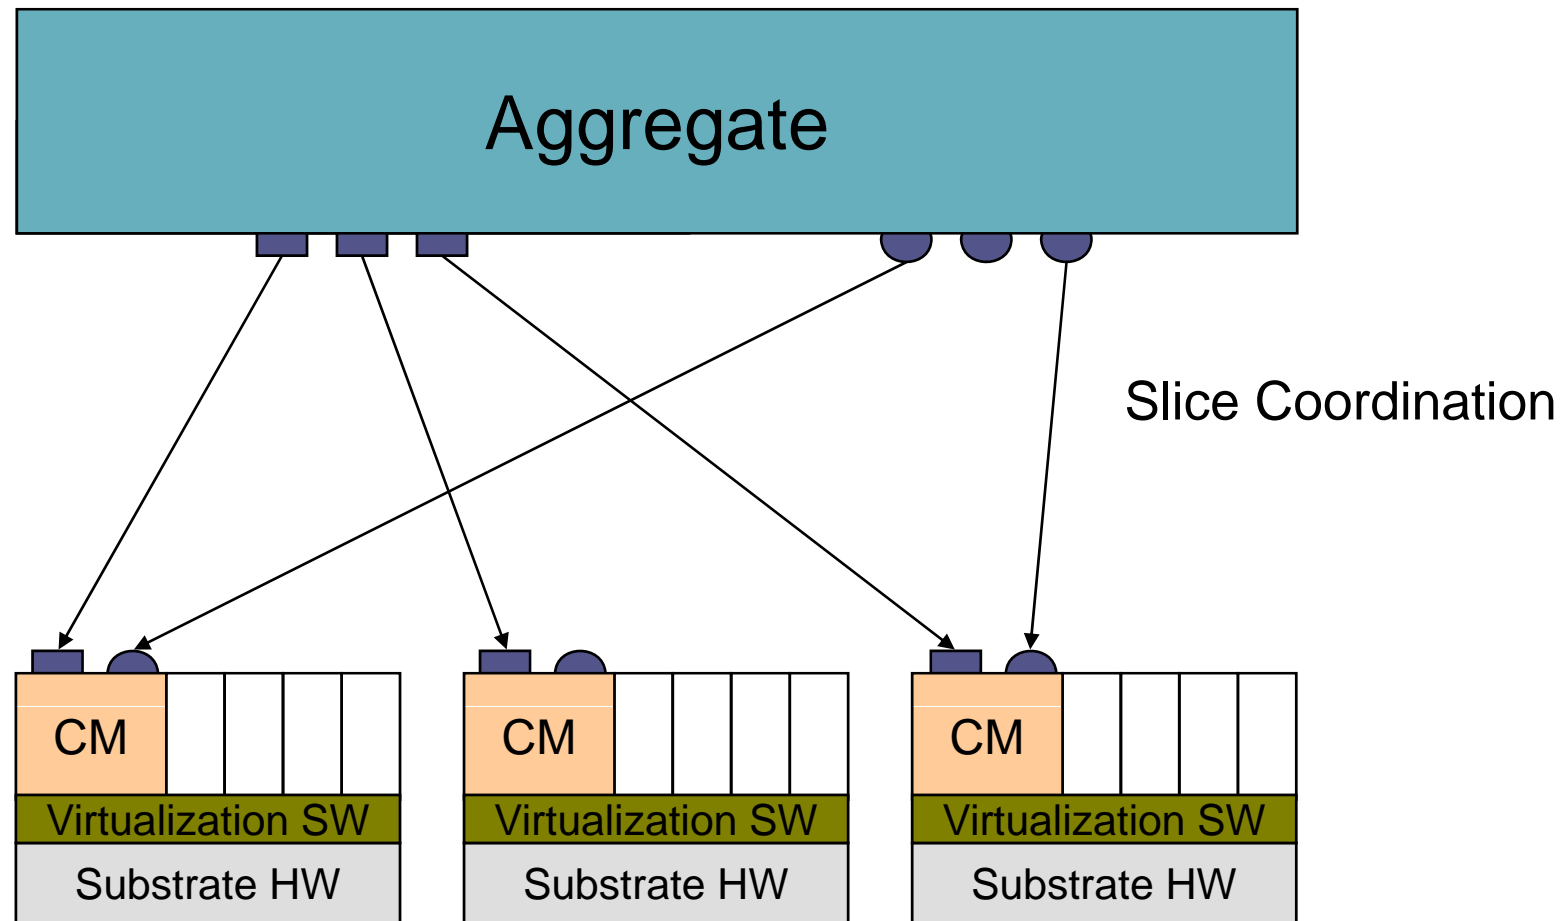 Aggregate
Slice Coordination
CM
CM
CM
Virtualization SW
Virtualization SW
Virtualization SW
Substrate HW
Substrate HW
Substrate HW